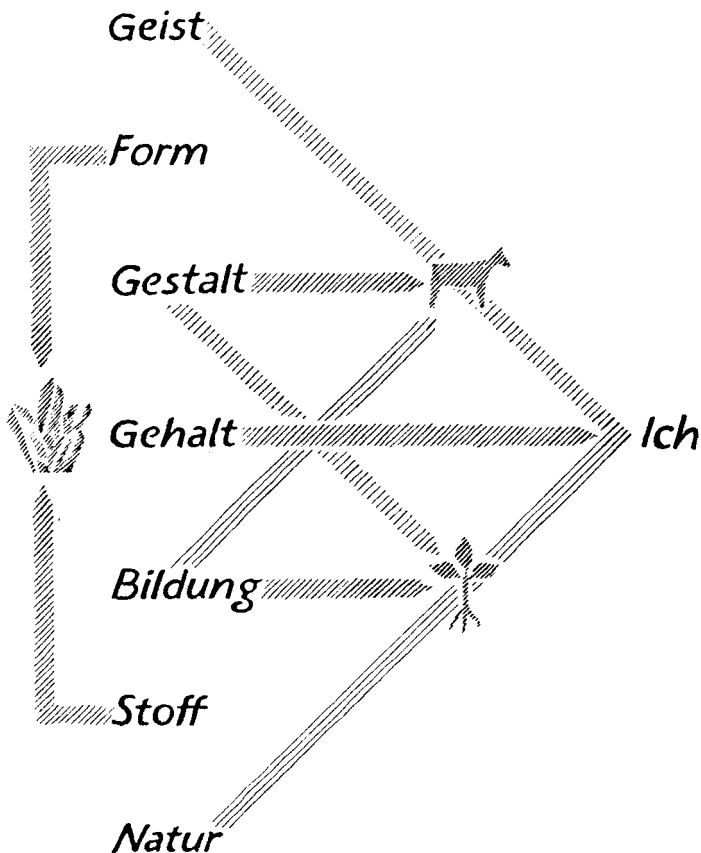 Geist
Form
Gestalt
Gehalt
Ich
Bildung
Stoff
Natur